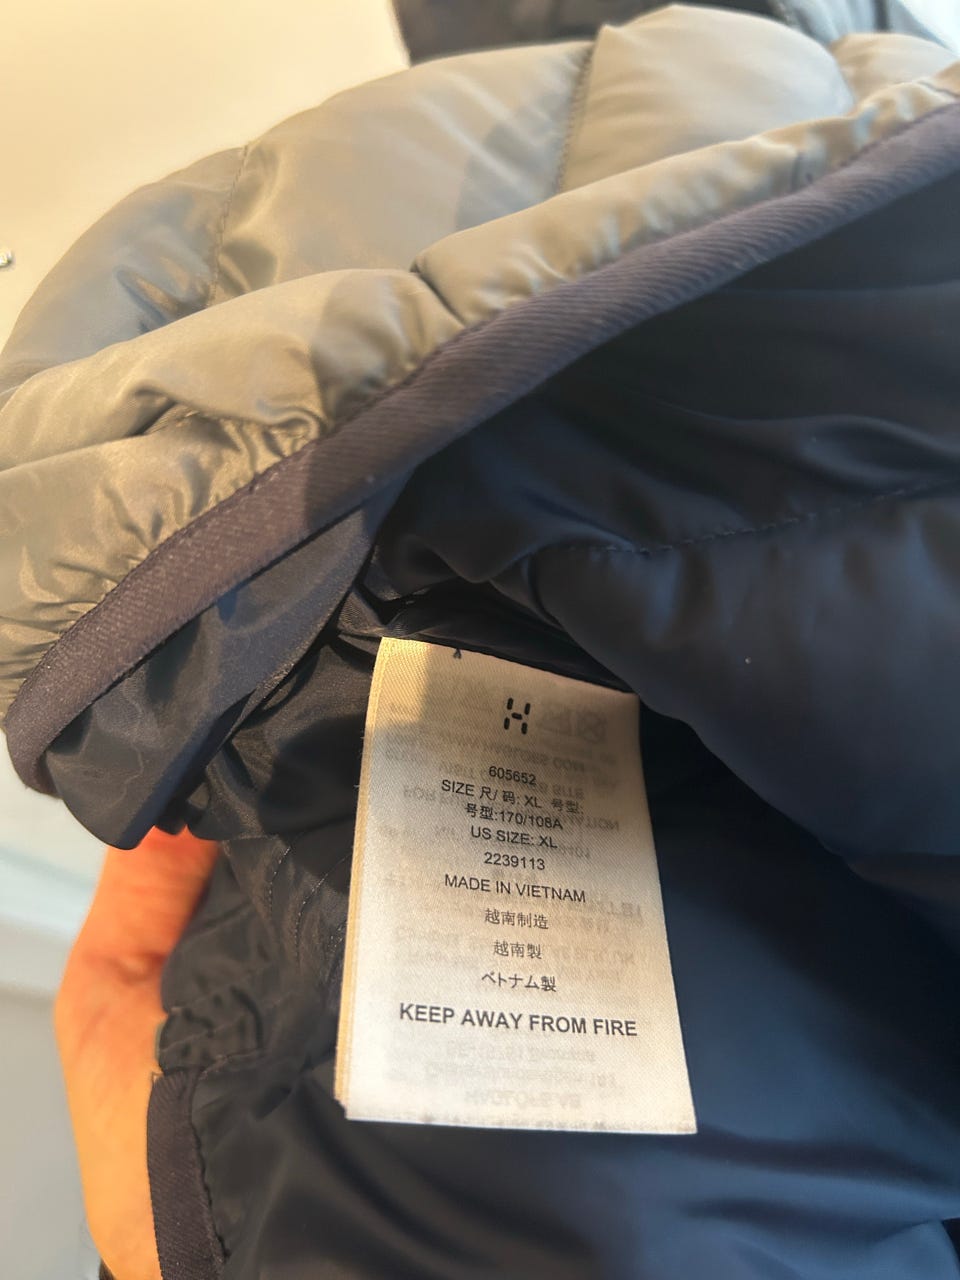 605652
SIZE 尺/ 码: XL 号型:
号型:170/108A
US SIZE: XL
2239113
MADE IN VIETNAM
越南制造
越南製
ベトナム製
KEEP AWAY FROM FIRE